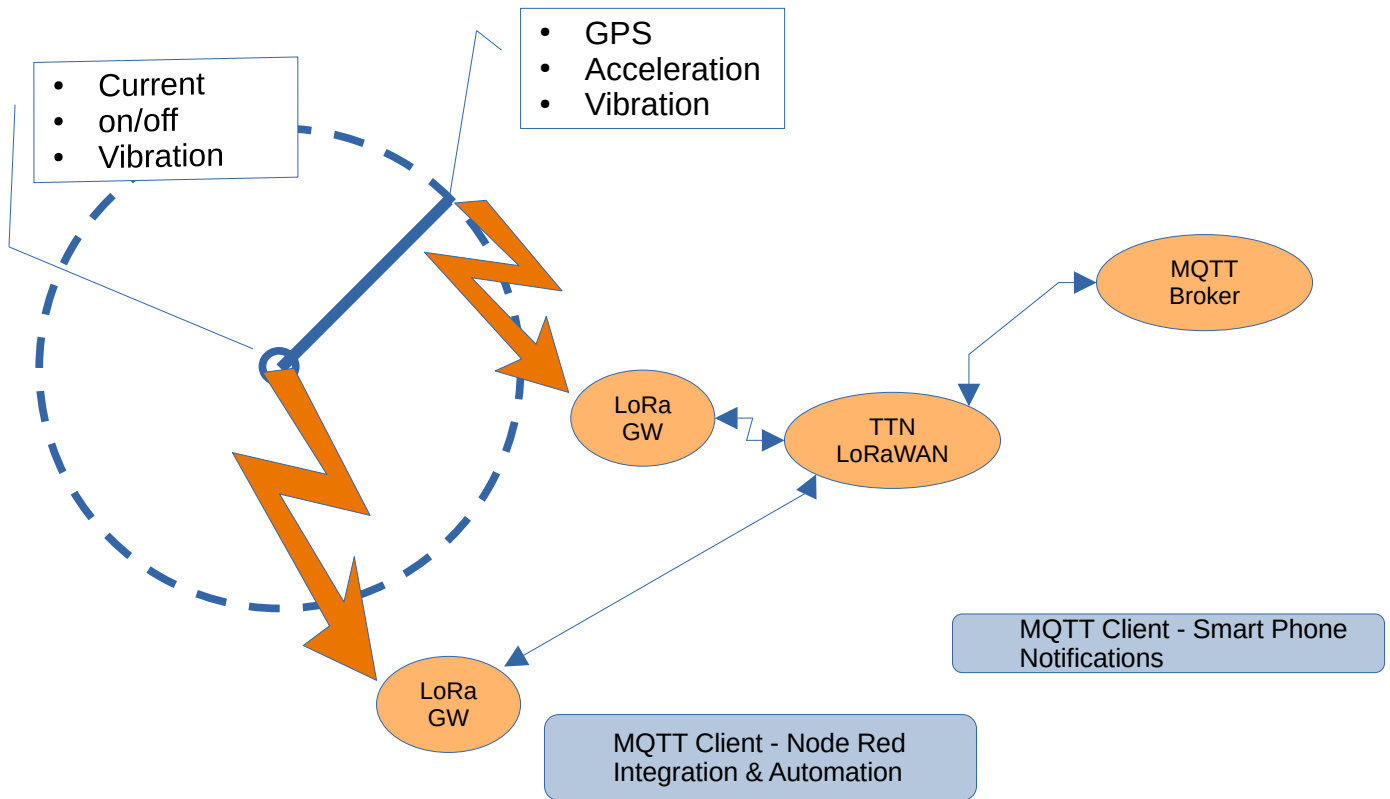 • Current
• on/off
• Vibration
• GPS
• Acceleration
• Vibration
MQTT
Broker
LoRa
GW
TTN
LoRaWAN
LoRa
GW
MQTT Client - Smart Phone
Notifications
MQTT Client - Node Red
Integration & Automation